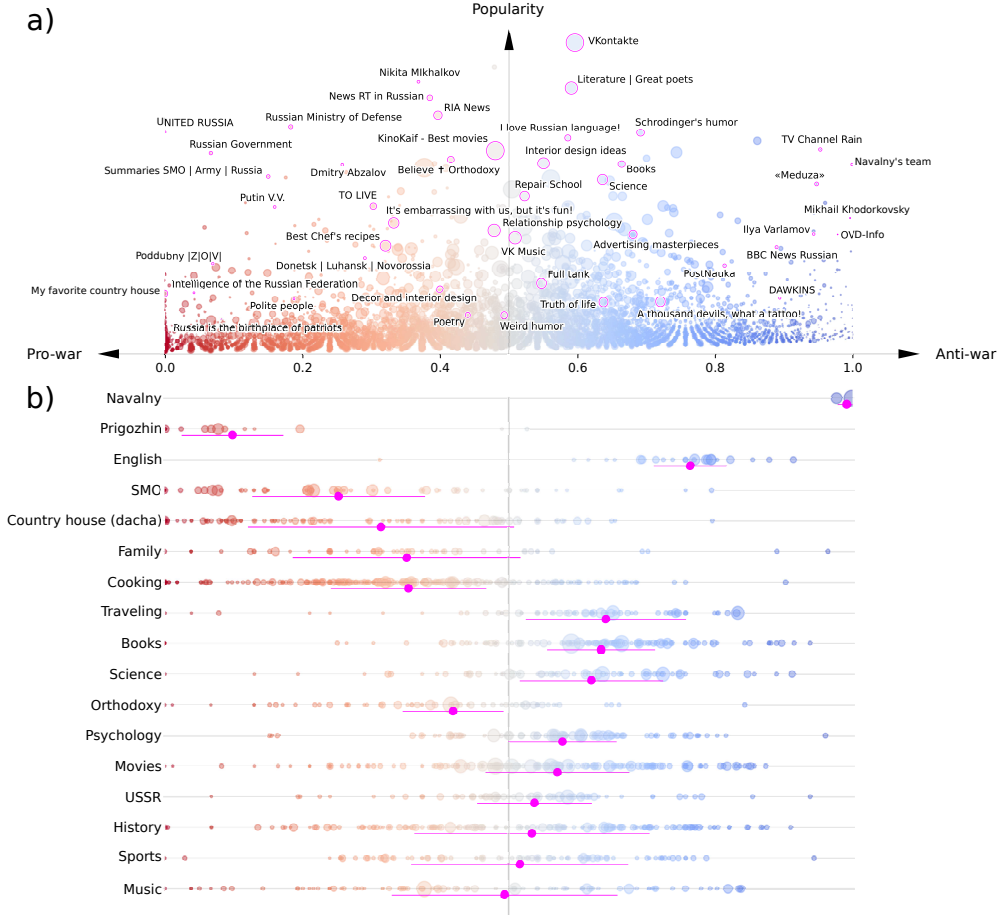 a)
Popularity
VKontakte
Nikita MIkhalkov
Literature | Great poets
News RT in Russian
RIA News
UNITED RUSSIA
Russian Ministry of Defense
I love Russian language!
Schrodinger's humor
Russian Government
KinoKaif - Best movies
Interior design ideas
TV Channel Rain
Summaries SMO | Army | Russia
Dmitry Abzalov
Believe ✝ Orthodoxy
Books
Navalny's team
Repair School
Science
«Meduza»
Putin V.V.
TO LIVE
It's embarrassing with us, but it's fun!
Mikhail Khodorkovsky
Relationship psychology
Best Chef's recipes
VK Music
Advertising masterpieces
Ilya Varlamov
OVD-Info
Poddubny |Z|O|V|
Donetsk | Luhansk | Novorossia
BBC News Russian
Full tank
PostNauka
My favorite country house
Intelligence of the Russian Federation
Decor and interior design
DAWKINS
Polite people
Truth of life
A thousand devils, what a tattoo!
Russia is the birthplace of patriots
Poetry
Weird humor
Pro-war
Anti-war
0.0 0.2 0.4 0.6 0.8 1.0
b)
Navalny
Prigozhin
English
SMO
Country house (dacha)
Family
Cooking
Traveling
Books
Science
Orthodoxy
Psychology
Movies
USSR
History
Sports
Music